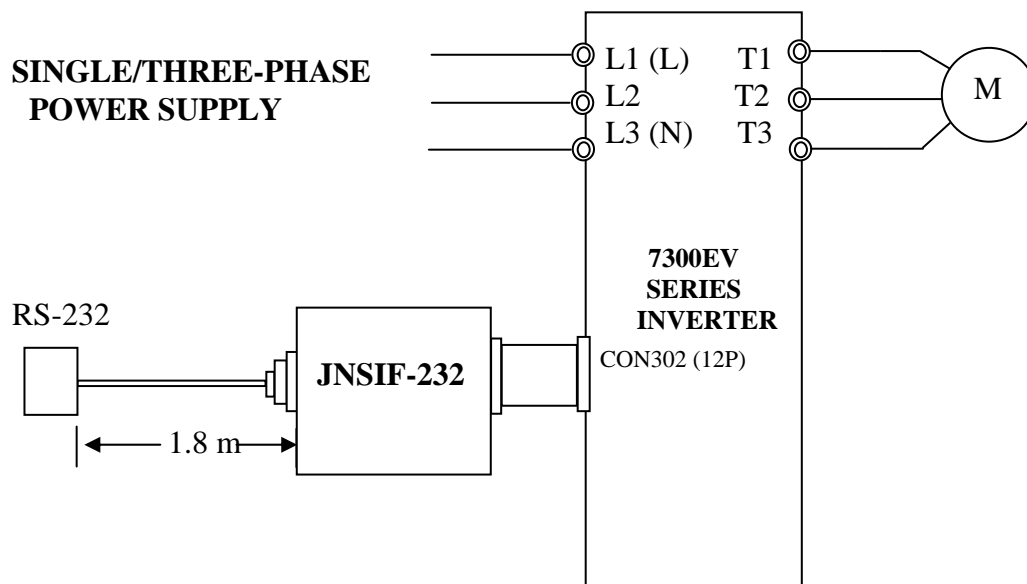 SINGLE/THREE-PHASE
POWER SUPPLY
L1 (L)
T1
L2
T2
L3 (N)
T3
M
7300EV
SERIES
INVERTER
CON302 (12P)
RS-232
JNSIF-232
1.8 m